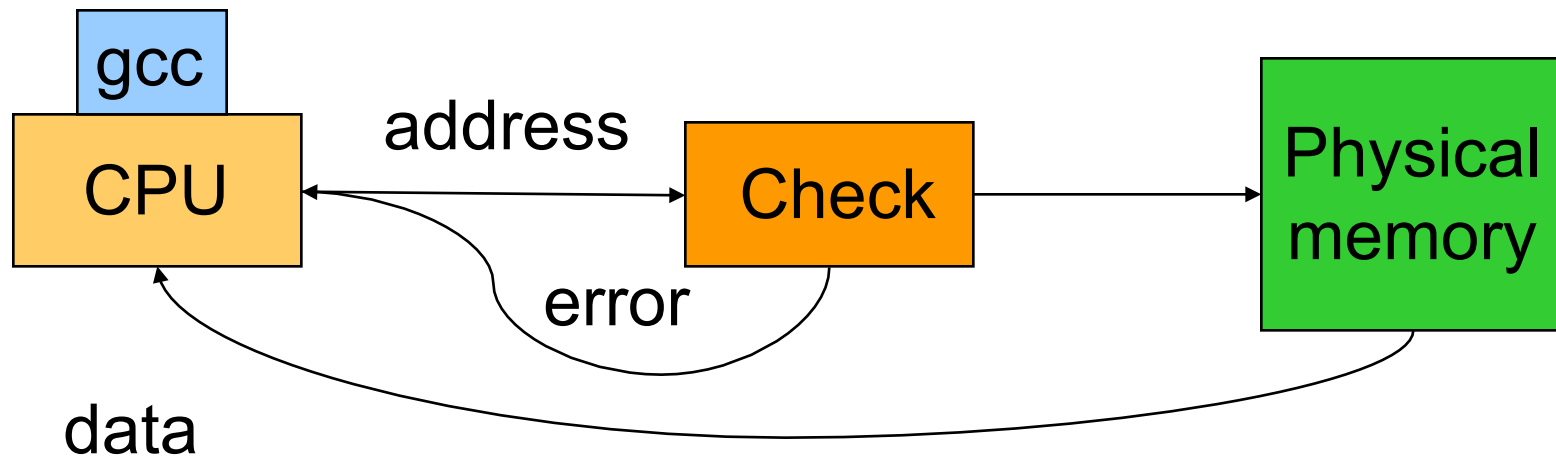 gcc
CPU
address
Check
Physical
memory
error
data